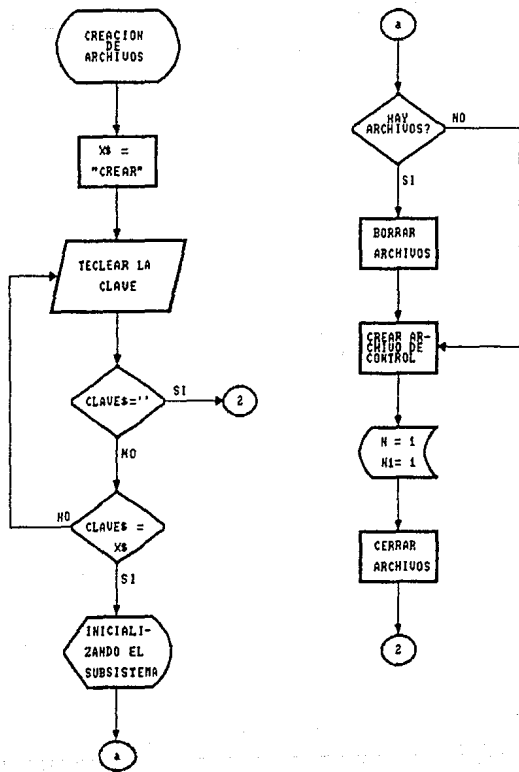 CREACION
DE
ARCHIVOS
X$ =
"CREAR"
TECLEAR LA
CLAVE
CLAVE$=''
SI
2
NO
CLAVE$ =
X$
NO
SI
INICIALI-
ZANDO EL
SUBSISTEMA
a
a
HAY
ARCHIVOS?
NO
SI
BORRAR
ARCHIVOS
CREAR AR-
CHIVO DE
CONTROL
N = 1
N1= 1
CERRAR
ARCHIVOS
2